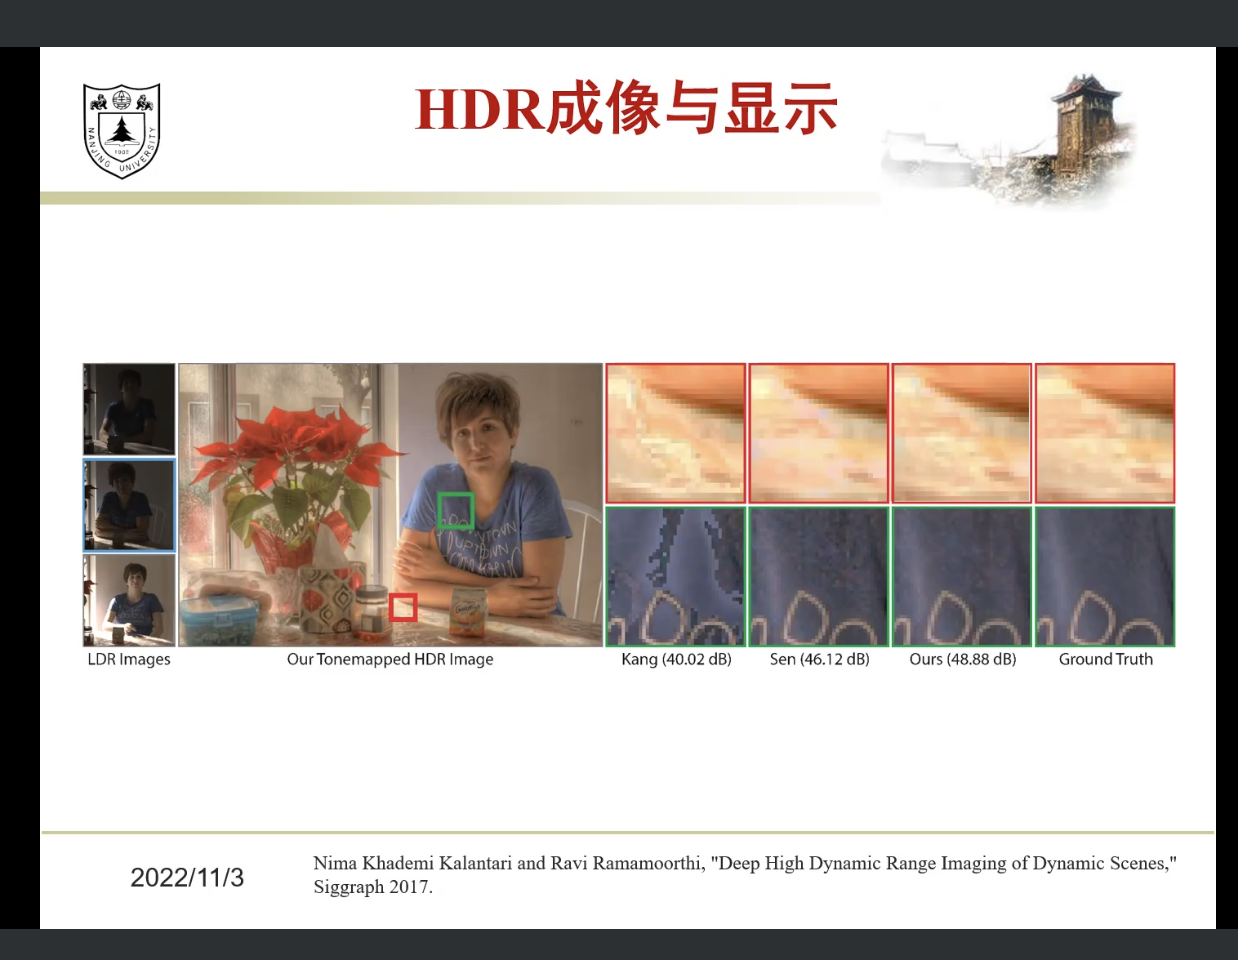 HDR成像与显示
NANJING UNIVERSITY
1902
LDR Images
Our Tonemapped HDR Image
Kang (40.02 dB)
Sen (46.12 dB)
Ours (48.88 dB)
Ground Truth
2022/11/3
Nima Khademi Kalantari and Ravi Ramamoorthi, "Deep High Dynamic Range Imaging of Dynamic Scenes,"
Siggraph 2017.